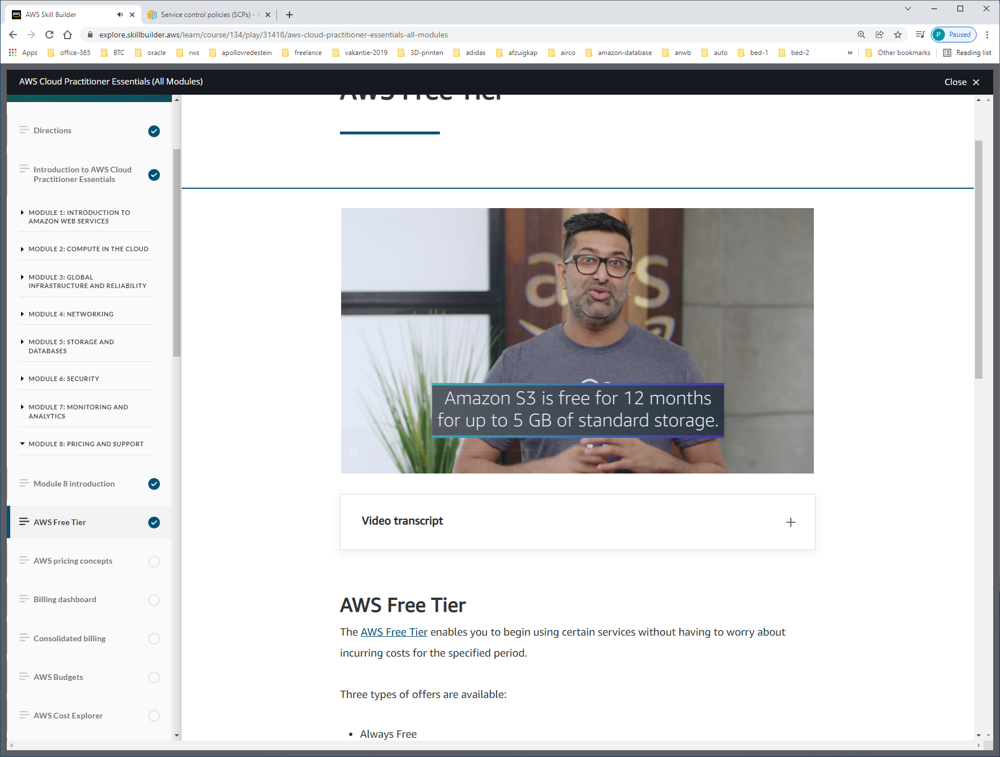 AWS Skill Builder
Service control policies (SCPs) -
explore.skillbuilder.aws/learn/course/134/play/31418/aws-cloud-practitioner-essentials-all-modules
P Paused
Apps office-365 BTC oracle rws apollovredestein freelance vakantie-2019 3D-printen adidas afzuigkap airco amazon-database anwb auto bed-1 bed-2 » Other bookmarks Reading list
AWS Cloud Practitioner Essentials (All Modules)
Close
Directions
Introduction to AWS Cloud
Practitioner Essentials
MODULE 1: INTRODUCTION TO
AMAZON WEB SERVICES
MODULE 2: COMPUTE IN THE CLOUD
MODULE 3: GLOBAL
INFRASTRUCTURE AND RELIABILITY
MODULE 4: NETWORKING
MODULE 5: STORAGE AND
DATABASES
MODULE 6: SECURITY
MODULE 7: MONITORING AND
ANALYTICS
MODULE 8: PRICING AND SUPPORT
Module 8 introduction
AWS Free Tier
AWS pricing concepts
Billing dashboard
Consolidated billing
AWS Budgets
AWS Cost Explorer
AWS Free Tier
aws
Amazon S3 is free for 12 months
for up to 5 GB of standard storage.
Video transcript
AWS Free Tier
The AWS Free Tier enables you to begin using certain services without having to worry about
incurring costs for the specified period.
Three types of offers are available:
• Always Free